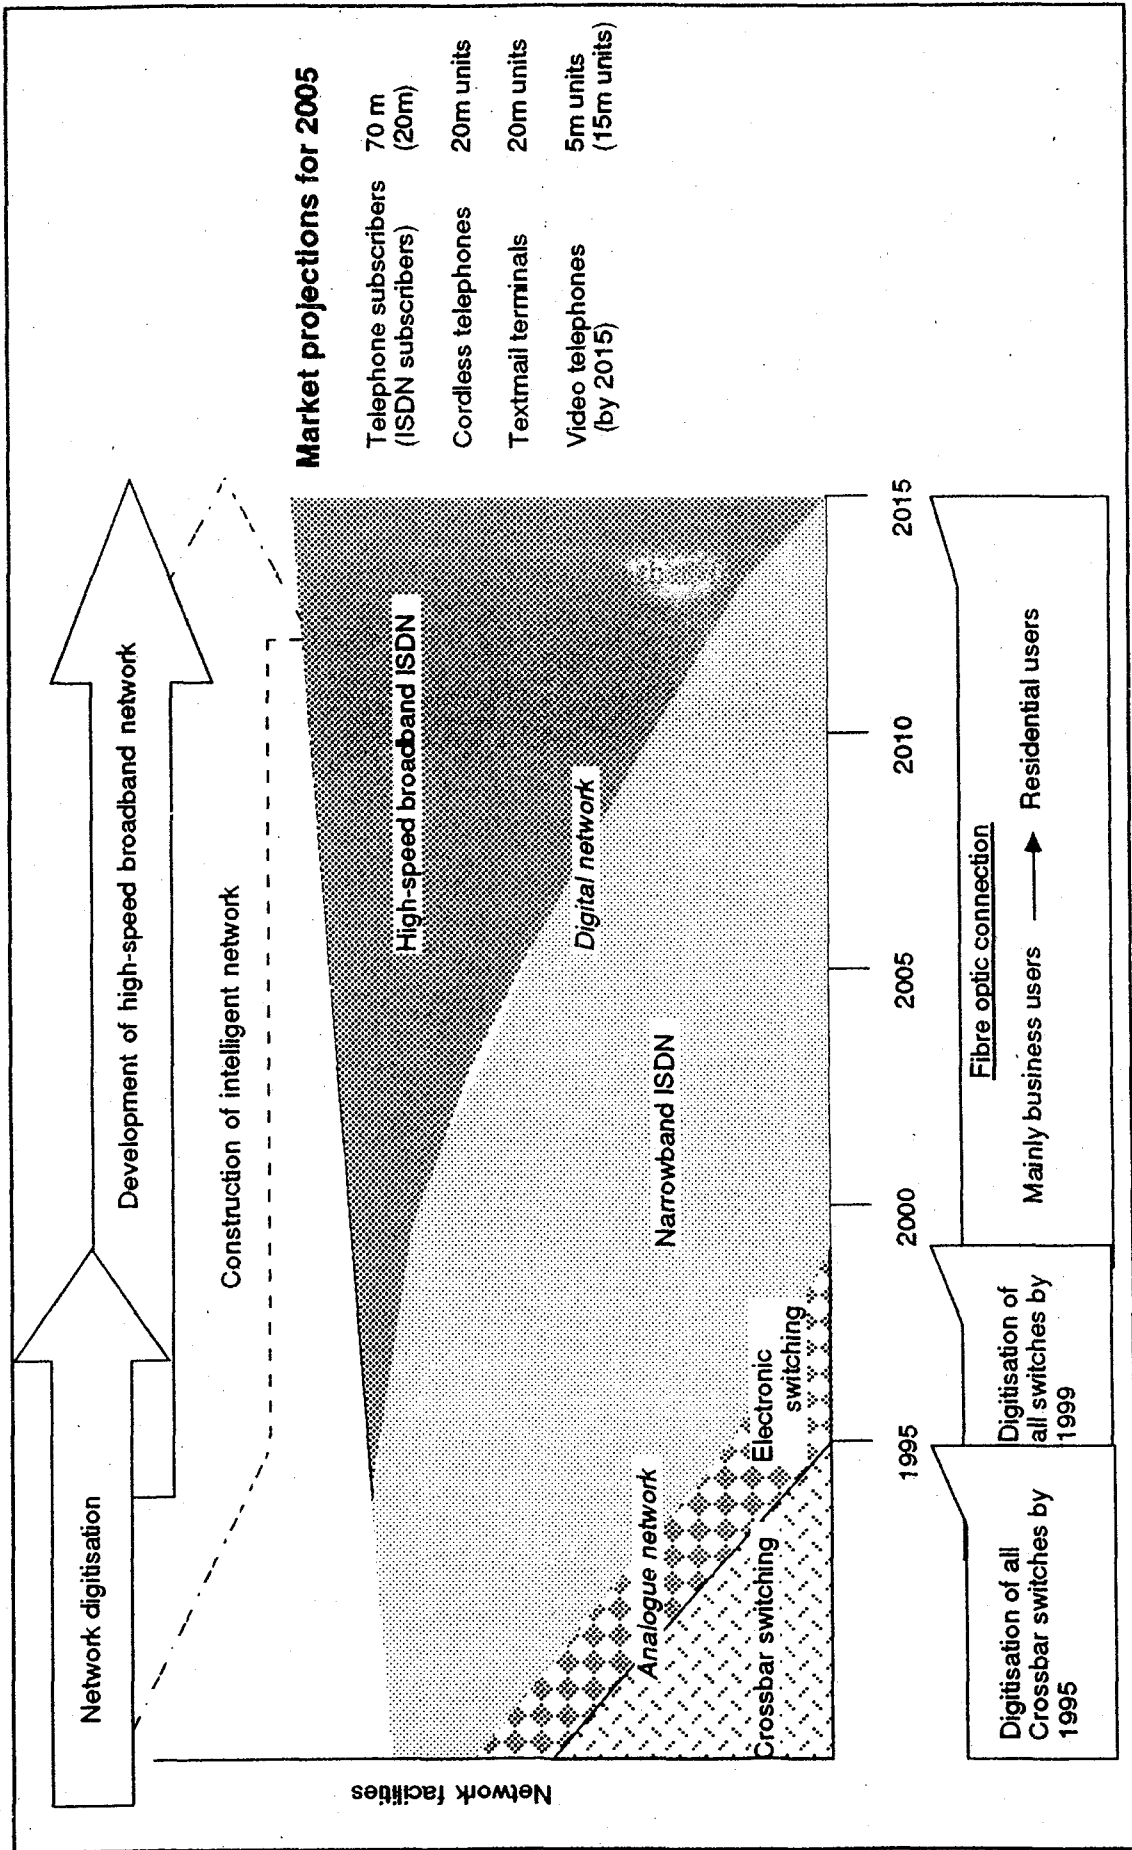 Network digitisation
Development of high-speed broadband network
Construction of intelligent network
Market projections for 2005
Telephone subscribers 70 m
(ISDN subscribers) (20m)
Cordless telephones 20m units
Textmail terminals 20m units
Video telephones 5m units
(by 2015) (15m units)
Network facilities
High-speed broadband ISDN
Digital network
Narrowband ISDN
Analogue network
Electronic
switching
Crossbar switching
1995 2000 2005 2010 2015
Digitisation of all
Crossbar switches by
1995
Digitisation of
all switches by
1999
Fibre optic connection
Mainly business users → Residential users